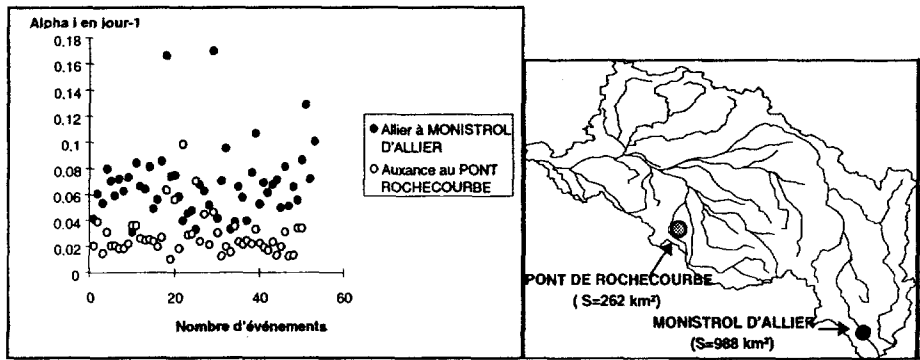 Alpha i en jour-1
0,18
0,16
0,14
0,12
0,1
0,08
0.06
0.04
0.02
0
0
20
40
60
Nombre d'événements
Allier à MONISTROL
D'ALLIER
Auxance au PONT
ROCHECOURBE
PONT DE ROCHECOURBE
( S=262 km²)
MONISTROL D'ALLIER
(S=988 km²)